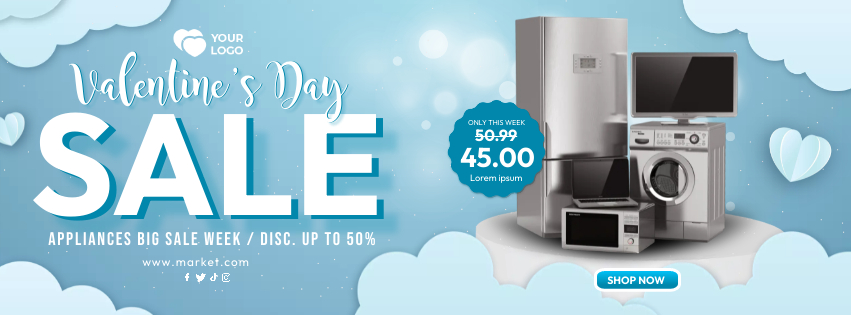 YOUR
LOGO
Valentine's Day
SALE
APPLIANCES BIG SALE WEEK / DISC. UP TO 50%
www.market.com
ONLY THIS WEEK
50.99
45.00
Lorem ipsum
SHOP NOW